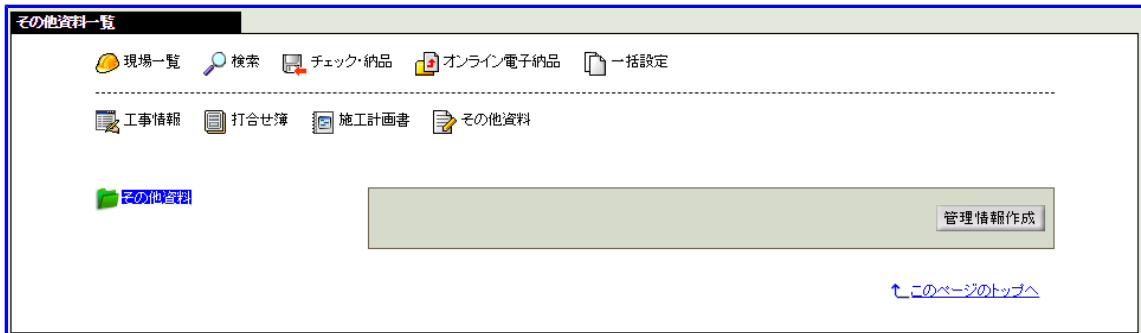 その他資料一覧
現場一覧 検索 チェック・納品 オンライン電子納品 一括設定
工事情報 打合せ簿 施工計画書 その他資料
その他資料
管理情報作成
このページのトップへ